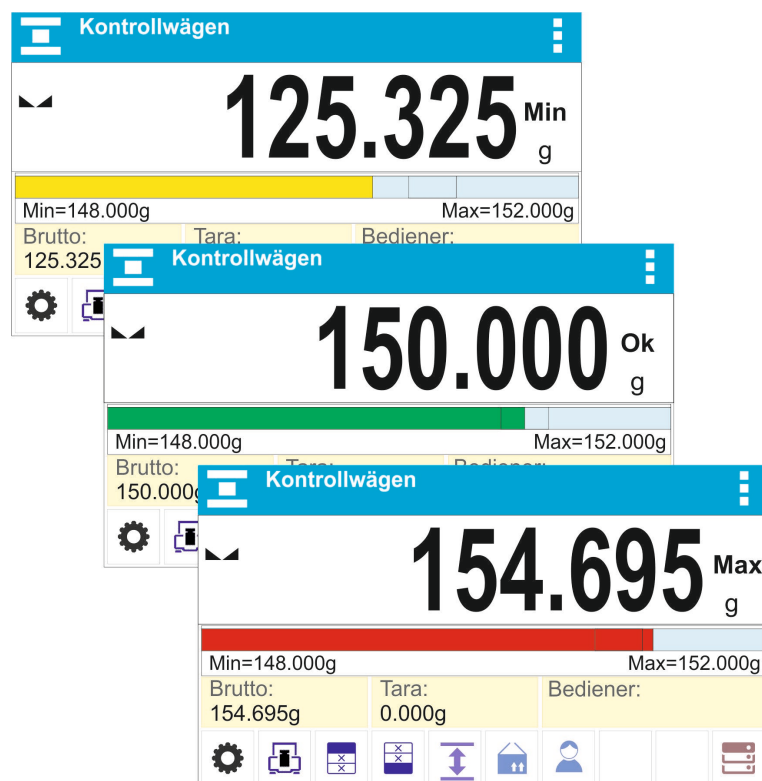 Kontrollwägen
125.325 Min
g
Min=148.000g Max=152.000g
Brutto: Tara: Bediener:
125.325
Kontrollwägen
150.000 Ok
g
Min=148.000g Max=152.000g
Brutto: Tara: Bediener:
150.000g
Kontrollwägen
154.695 Max
g
Min=148.000g Max=152.000g
Brutto: Tara: Bediener:
154.695g 0.000g